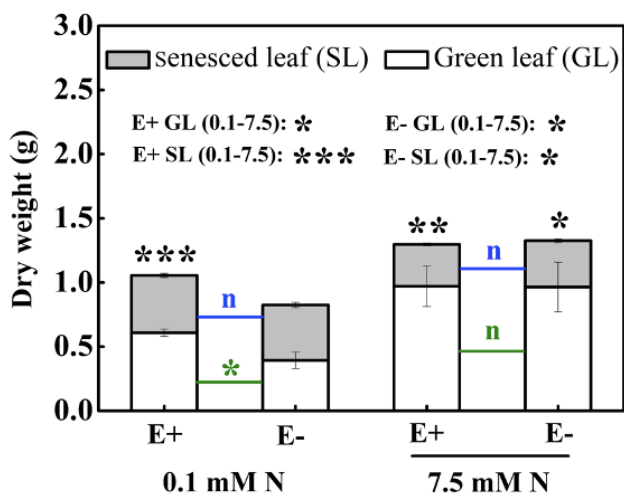 3.0
senesced leaf (SL) Green leaf (GL)
2.5
E+ GL (0.1-7.5): * E- GL (0.1-7.5): *
E+ SL (0.1-7.5): *** E- SL (0.1-7.5): *
2.0
Dry weight (g)
1.5
*** ** *
n n
1.0
n
0.5
*
0.0
E+ E- E+ E-
0.1 mM N 7.5 mM N